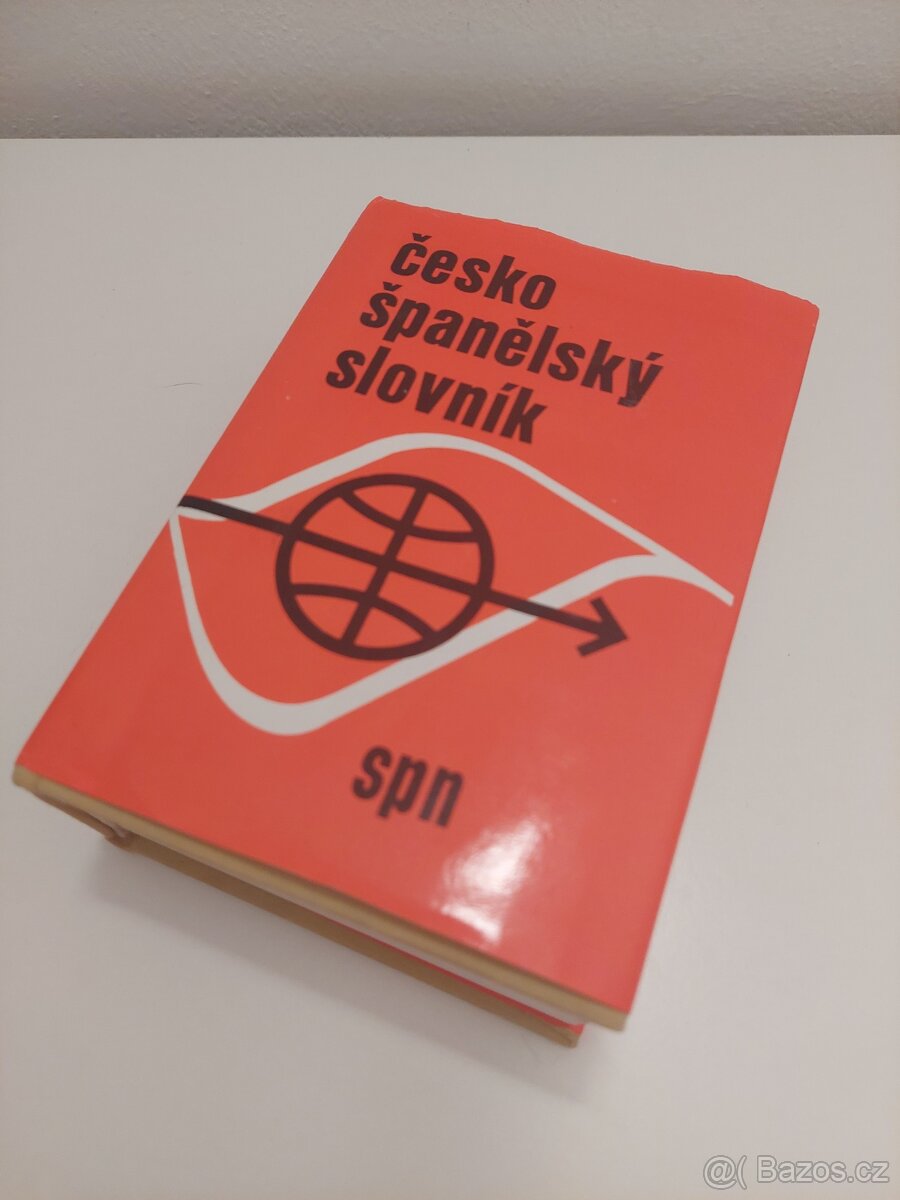 česko
španělský
slovník
spn
@( Bazos.cz